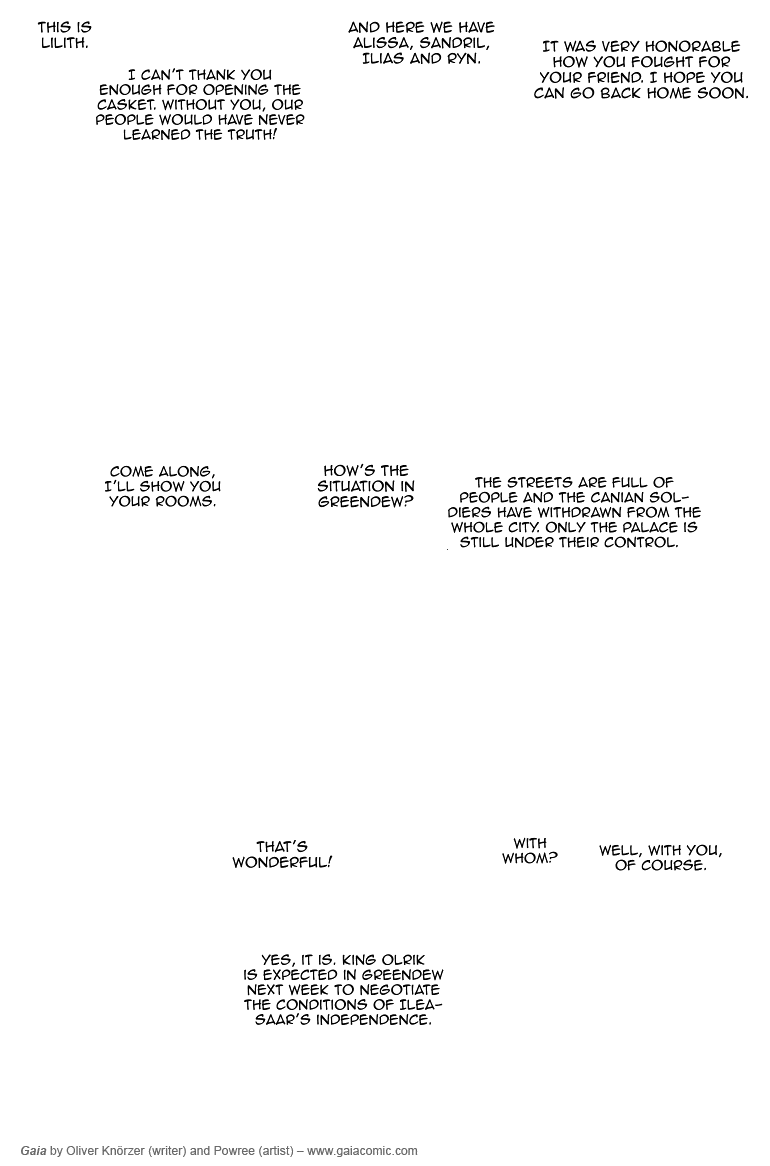 THIS IS
LILITH.
I CAN'T THANK YOU
ENOUGH FOR OPENING THE
CASKET. WITHOUT YOU, OUR
PEOPLE WOULD HAVE NEVER
LEARNED THE TRUTH!
AND HERE WE HAVE
ALISSA, SANDRIL,
ILIAS AND RYN.
IT WAS VERY HONORABLE
HOW YOU FOUGHT FOR
YOUR FRIEND. I HOPE YOU
CAN GO BACK HOME SOON.
COME ALONG,
I'LL SHOW YOU
YOUR ROOMS.
HOW'S THE
SITUATION IN
GREENDEW?
THE STREETS ARE FULL OF
PEOPLE AND THE CANIAN SOL-
DIERS HAVE WITHDRAWN FROM THE
WHOLE CITY. ONLY THE PALACE IS
STILL UNDER THEIR CONTROL.
THAT'S
WONDERFUL!
YES, IT IS. KING OLRIK
IS EXPECTED IN GREENDEW
NEXT WEEK TO NEGOTIATE
THE CONDITIONS OF ILEA-
SAAR'S INDEPENDENCE.
WITH
WHOM?
WELL, WITH YOU,
OF COURSE.
Gaia by Oliver Knörzer (writer) and Powree (artist) – www.gaiacomic.com